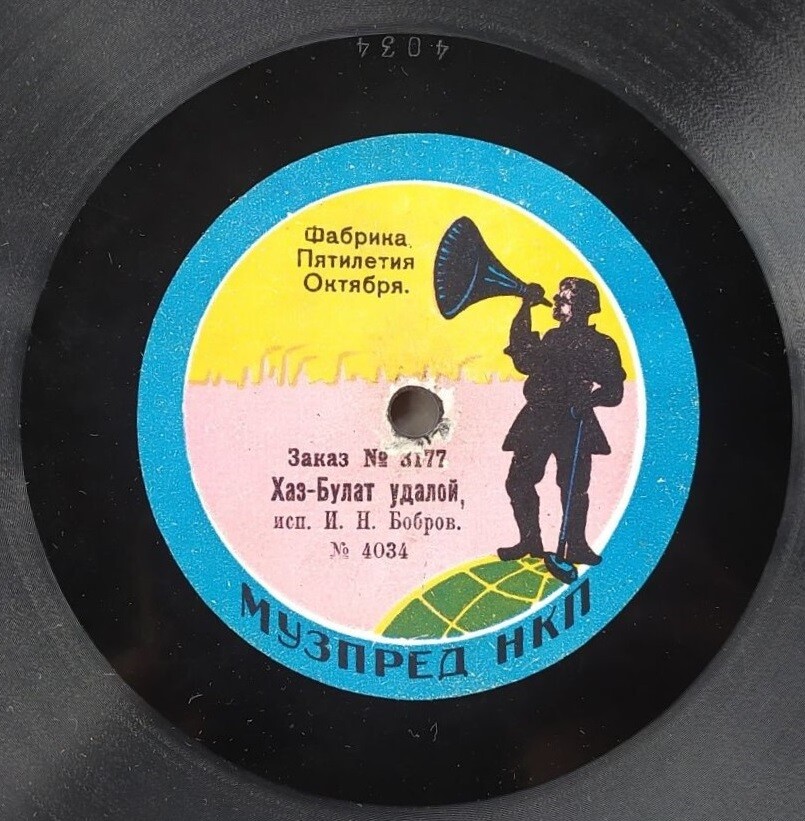 4034
Фабрика
Пятилетия
Октября.
Заказ № 3177
Хаз-Булат удалой,
исп. И. Н. Бобров.
№ 4034
МУЗПРЕД НКП